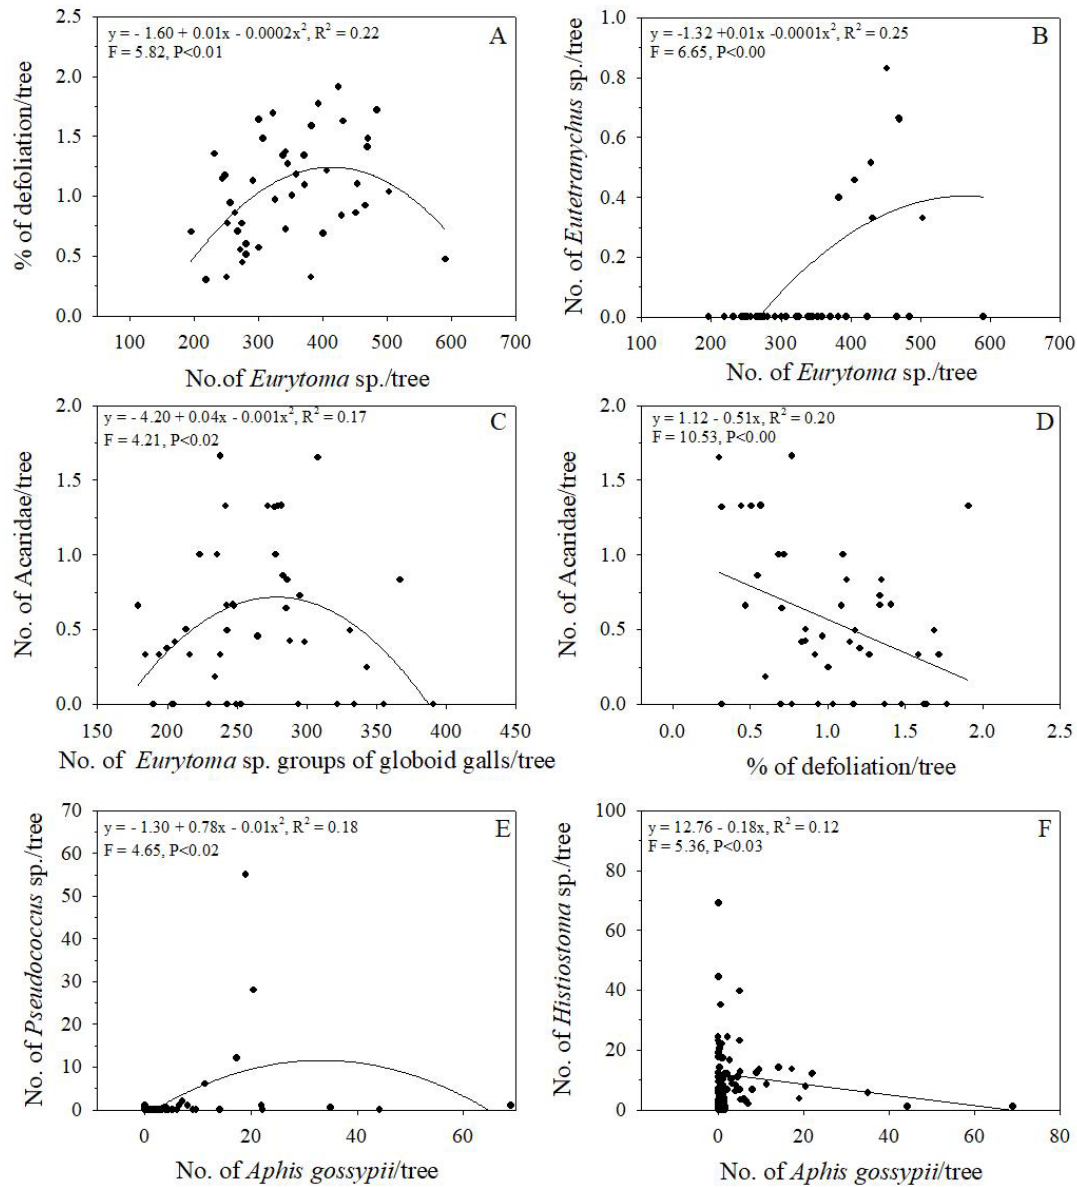 y = - 1.60 + 0.01x - 0.0002x², R² = 0.22
F = 5.82, P<0.01
A
% of defoliation/tree
2.5
2.0
1.5
1.0
0.5
0.0
100 200 300 400 500 600 700
No.of Eurytoma sp./tree
y = -1.32 +0.01x -0.0001x², R² = 0.25
F = 6.65, P<0.00
B
No. of Eutetranychus sp./tree
1.0
0.8
0.6
0.4
0.2
0.0
100 200 300 400 500 600 700
No. of Eurytoma sp./tree
y = - 4.20 + 0.04x - 0.001x², R² = 0.17
F = 4.21, P<0.02
C
No. of Acaridae/tree
2.0
1.5
1.0
0.5
0.0
150 200 250 300 350 400 450
No. of Eurytoma sp. groups of globoid galls/tree
y = 1.12 - 0.51x, R² = 0.20
F = 10.53, P<0.00
D
No. of Acaridae/tree
2.0
1.5
1.0
0.5
0.0
0.0 0.5 1.0 1.5 2.0 2.5
% of defoliation/tree
y = - 1.30 + 0.78x - 0.01x², R² = 0.18
F = 4.65, P<0.02
E
No. of Pseudococcus sp./tree
70
60
50
40
30
20
10
0
0 20 40 60
No. of Aphis gossypii/tree
y = 12.76 - 0.18x, R² = 0.12
F = 5.36, P<0.03
F
No. of Histiostoma sp./tree
100
80
60
40
20
0
0 20 40 60 80
No. of Aphis gossypii/tree